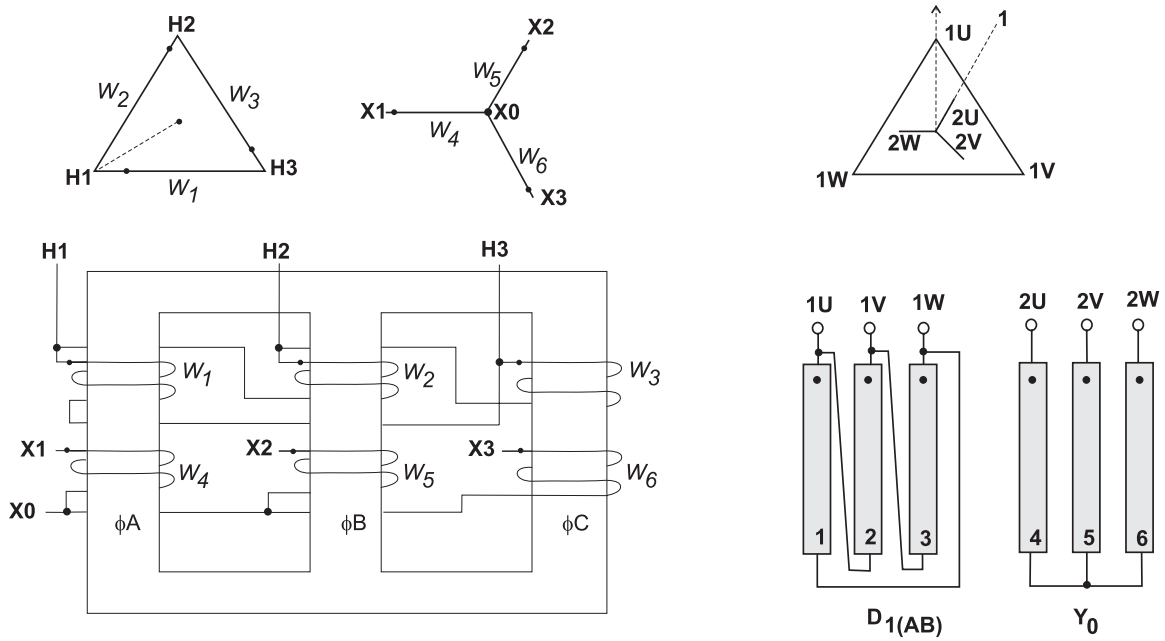 H2
W2
W3
H1
H3
W1
X2
W5
X1
X0
W4
W6
X3
1U
1
2U
2W
2V
1W
1V
H1
H2
H3
W1
W2
W3
X1
X2
X3
W4
W5
W6
X0
ϕA
ϕB
ϕC
1U 1V 1W
2U 2V 2W
1 2 3
4 5 6
D1(AB)
Y0